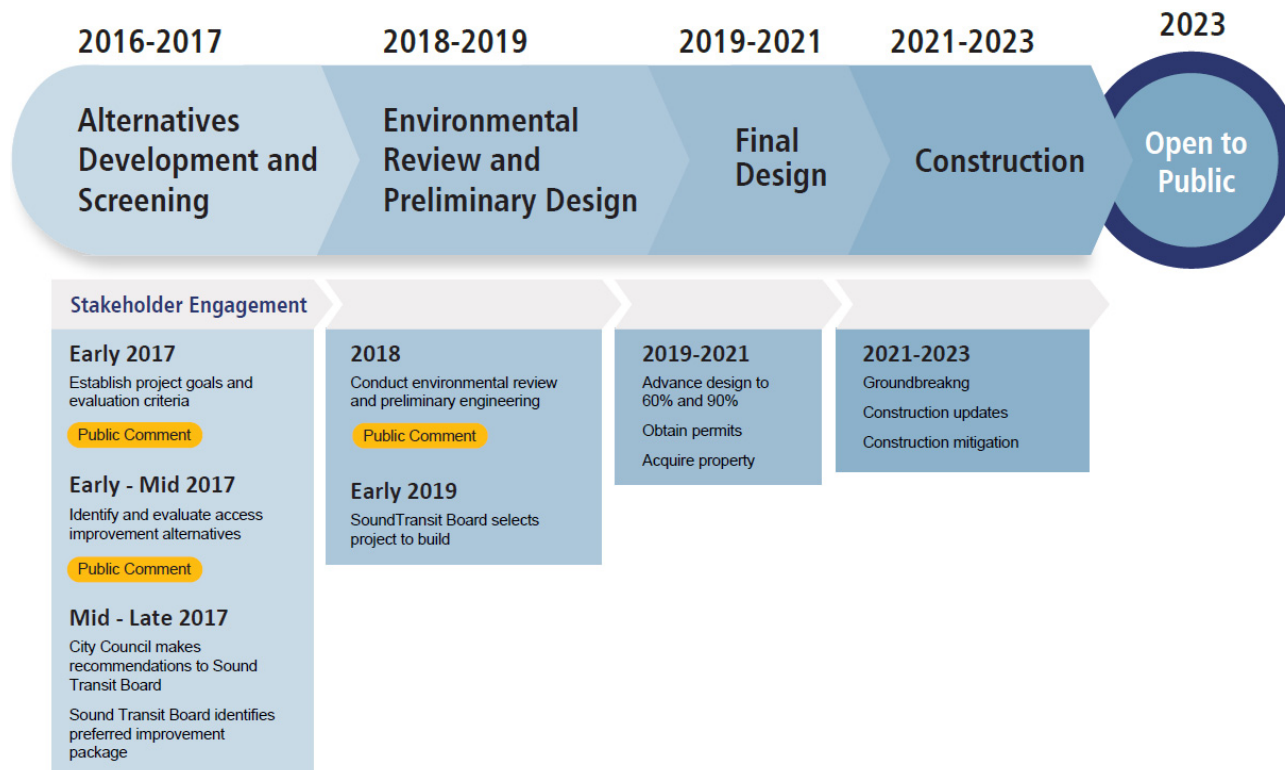 2016-2017
2018-2019
2019-2021
2021-2023
2023
Alternatives
Development and
Screening
Environmental
Review and
Preliminary Design
Final
Design
Construction
Open to
Public
Stakeholder Engagement
Early 2017
Establish project goals and
evaluation criteria
Public Comment
Early - Mid 2017
Identify and evaluate access
improvement alternatives
Public Comment
Mid - Late 2017
City Council makes
recommendations to Sound
Transit Board
Sound Transit Board identifies
preferred improvement
package
2018
Conduct environmental review
and preliminary engineering
Public Comment
Early 2019
SoundTransit Board selects
project to build
2019-2021
Advance design to
60% and 90%
Obtain permits
Acquire property
2021-2023
Groundbreakng
Construction updates
Construction mitigation